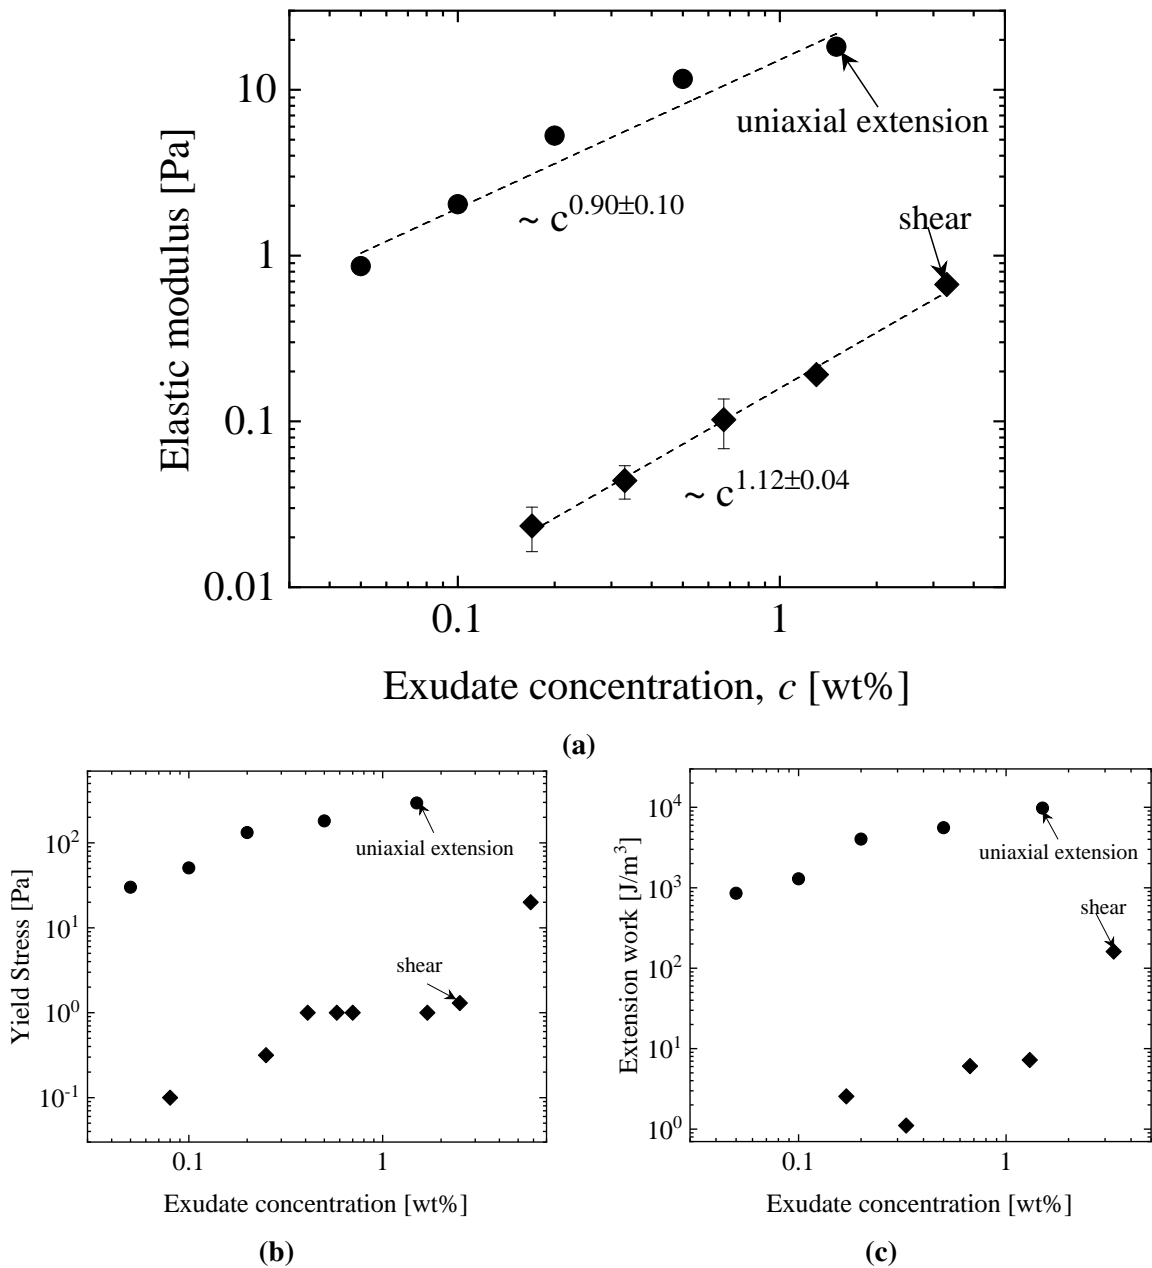 10
1
0.1
0.01
Elastic modulus [Pa]
uniaxial extension
~ c^0.90±0.10
shear
~ c^1.12±0.04
0.1 1
Exudate concentration, c [wt%]
(a)
10^2
10^1
10^0
10^-1
Yield Stress [Pa]
uniaxial extension
shear
0.1 1
Exudate concentration [wt%]
(b)
10^4
10^3
10^2
10^1
10^0
Extension work [J/m^3]
uniaxial extension
shear
0.1 1
Exudate concentration [wt%]
(c)